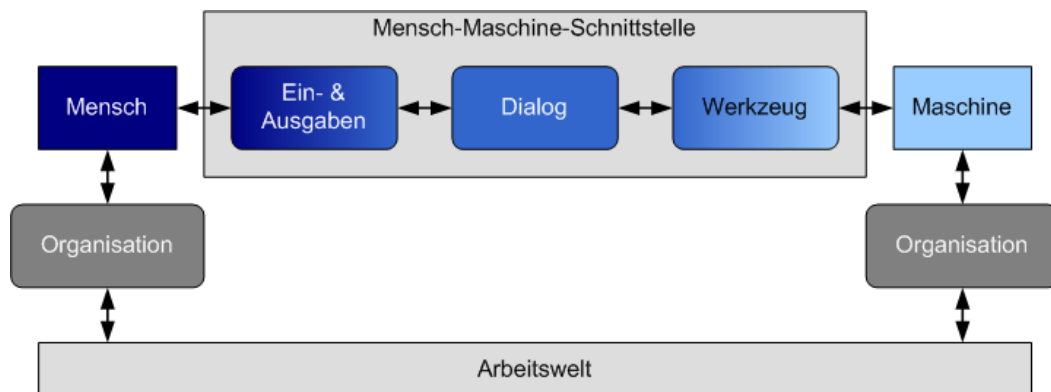 Mensch-Maschine-Schnittstelle
Mensch
Ein- &
Ausgaben
Dialog
Werkzeug
Maschine
Organisation
Organisation
Arbeitswelt